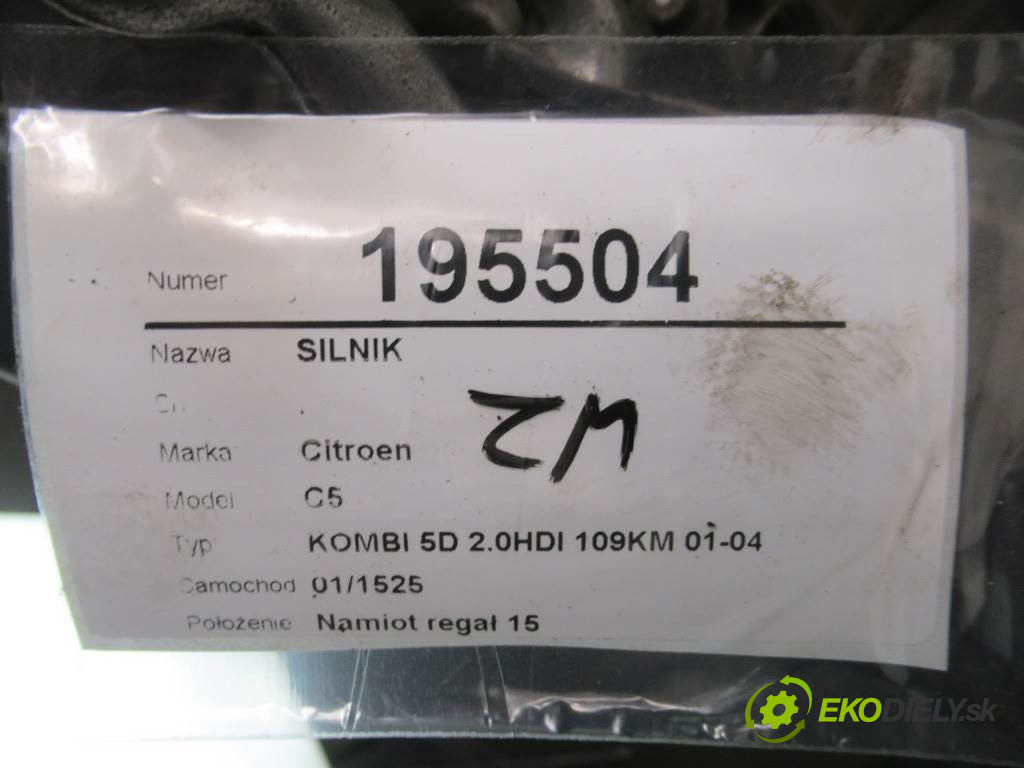 Numer 195504
Nazwa SILNIK
Marka Citroen
Model C5
Typ KOMBI 5D 2.0HDI 109KM 01-04
Samochod 01/1525
Położenie Namiot regał 15
EKODIELY.sk